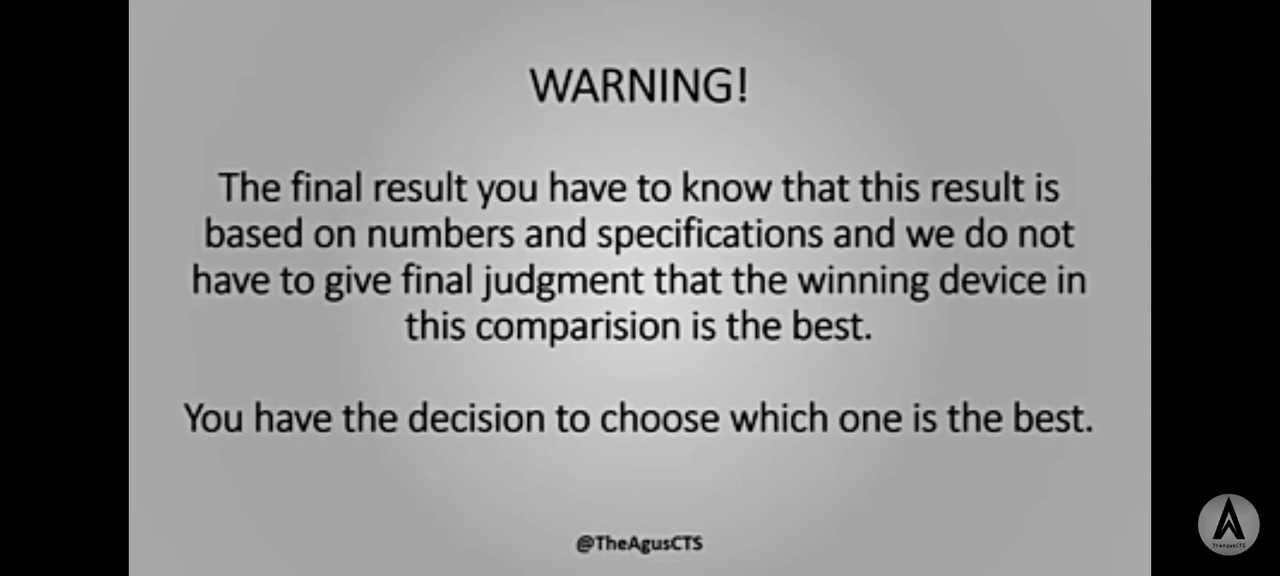 WARNING!
The final result you have to know that this result is
based on numbers and specifications and we do not
have to give final judgment that the winning device in
this comparision is the best.
You have the decision to choose which one is the best.
@TheAgusCTS
TheAgusCTS